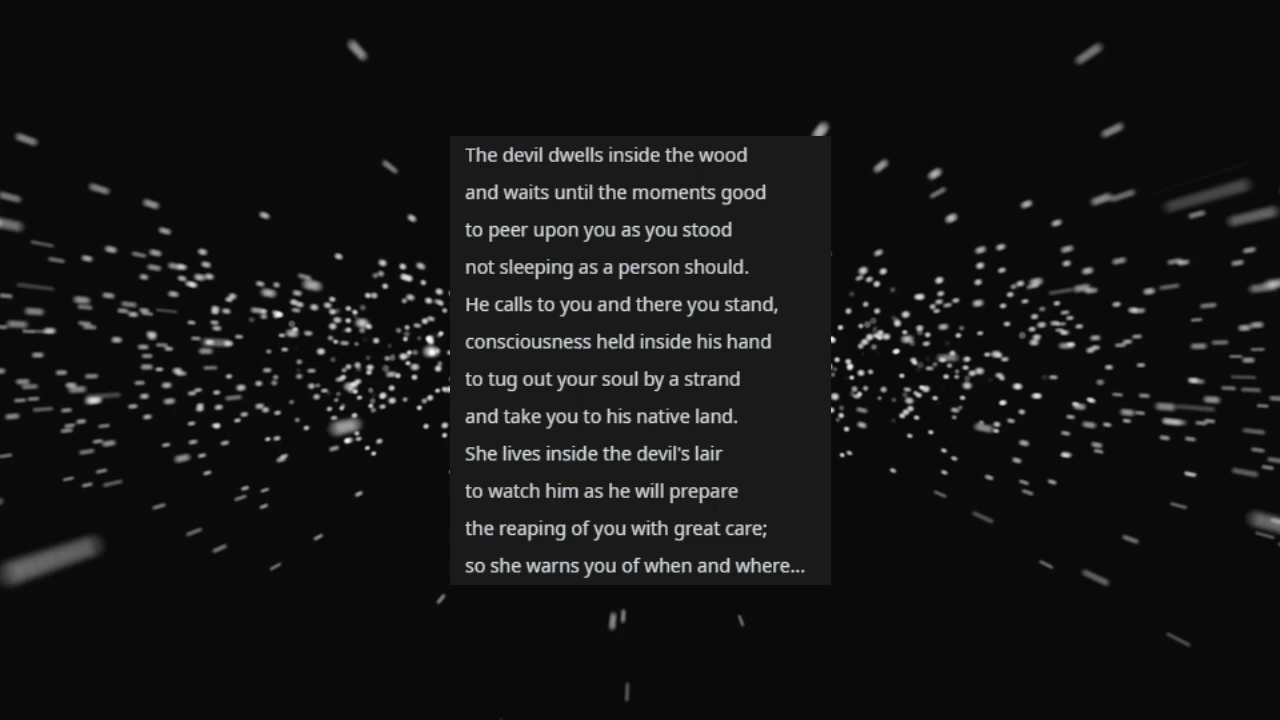 The devil dwells inside the wood
and waits until the moments good
to peer upon you as you stood
not sleeping as a person should.
He calls to you and there you stand,
consciousness held inside his hand
to tug out your soul by a strand
and take you to his native land.
She lives inside the devil's lair
to watch him as he will prepare
the reaping of you with great care;
so she warns you of when and where...